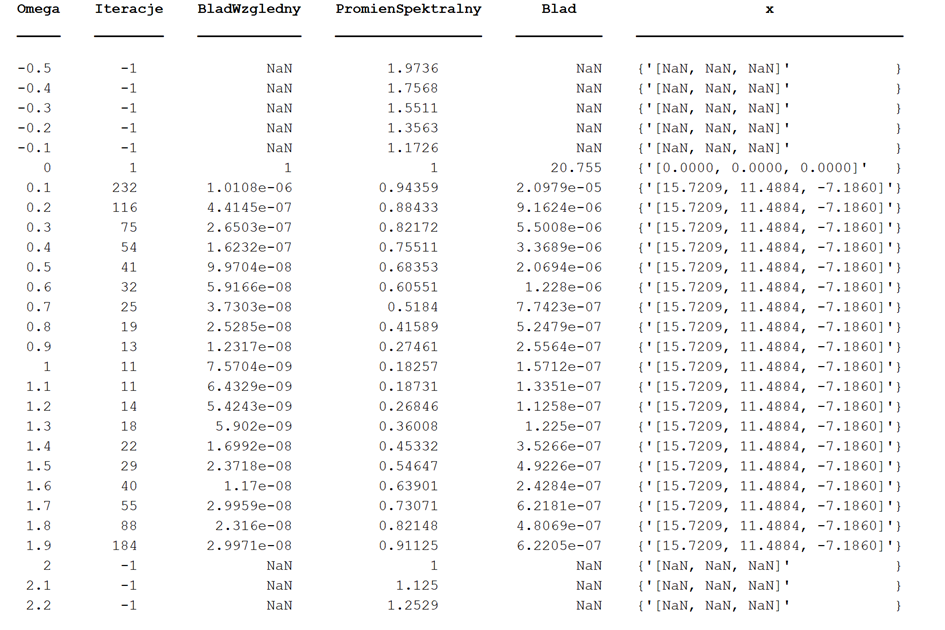 Omega Iteracje BladWzgledny PromienSpektralny Blad x
-0.5 -1 NaN 1.9736 NaN {'[NaN, NaN, NaN]' }
-0.4 -1 NaN 1.7568 NaN {'[NaN, NaN, NaN]' }
-0.3 -1 NaN 1.5511 NaN {'[NaN, NaN, NaN]' }
-0.2 -1 NaN 1.3563 NaN {'[NaN, NaN, NaN]' }
-0.1 -1 NaN 1.1726 NaN {'[NaN, NaN, NaN]' }
0 1 1 1 20.755 {'[0.0000, 0.0000, 0.0000]' }
0.1 232 1.0108e-06 0.94359 2.0979e-05 {'[15.7209, 11.4884, -7.1860]'}
0.2 116 4.4145e-07 0.88433 9.1624e-06 {'[15.7209, 11.4884, -7.1860]'}
0.3 75 2.6503e-07 0.82172 5.5008e-06 {'[15.7209, 11.4884, -7.1860]'}
0.4 54 1.6232e-07 0.75511 3.3689e-06 {'[15.7209, 11.4884, -7.1860]'}
0.5 41 9.9704e-08 0.68353 2.0694e-06 {'[15.7209, 11.4884, -7.1860]'}
0.6 32 5.9166e-08 0.60551 1.228e-06 {'[15.7209, 11.4884, -7.1860]'}
0.7 25 3.7303e-08 0.5184 7.7423e-07 {'[15.7209, 11.4884, -7.1860]'}
0.8 19 2.5285e-08 0.41589 5.2479e-07 {'[15.7209, 11.4884, -7.1860]'}
0.9 13 1.2317e-08 0.27461 2.5564e-07 {'[15.7209, 11.4884, -7.1860]'}
1 11 7.5704e-09 0.18257 1.5712e-07 {'[15.7209, 11.4884, -7.1860]'}
1.1 11 6.4329e-09 0.18731 1.3351e-07 {'[15.7209, 11.4884, -7.1860]'}
1.2 14 5.4243e-09 0.26846 1.1258e-07 {'[15.7209, 11.4884, -7.1860]'}
1.3 18 5.902e-09 0.36008 1.225e-07 {'[15.7209, 11.4884, -7.1860]'}
1.4 22 1.6992e-08 0.45332 3.5266e-07 {'[15.7209, 11.4884, -7.1860]'}
1.5 29 2.3718e-08 0.54647 4.9226e-07 {'[15.7209, 11.4884, -7.1860]'}
1.6 40 1.17e-08 0.63901 2.4284e-07 {'[15.7209, 11.4884, -7.1860]'}
1.7 55 2.9959e-08 0.73071 6.2181e-07 {'[15.7209, 11.4884, -7.1860]'}
1.8 88 2.316e-08 0.82148 4.8069e-07 {'[15.7209, 11.4884, -7.1860]'}
1.9 184 2.9971e-08 0.91125 6.2205e-07 {'[15.7209, 11.4884, -7.1860]'}
2 -1 NaN 1 NaN {'[NaN, NaN, NaN]' }
2.1 -1 NaN 1.125 NaN {'[NaN, NaN, NaN]' }
2.2 -1 NaN 1.2529 NaN {'[NaN, NaN, NaN]' }